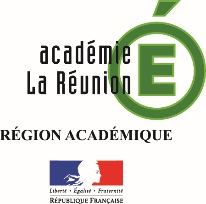 académie
La Réunion
É
RÉGION ACADÉMIQUE
Liberté • Égalité • Fraternité
RÉPUBLIQUE FRANÇAISE